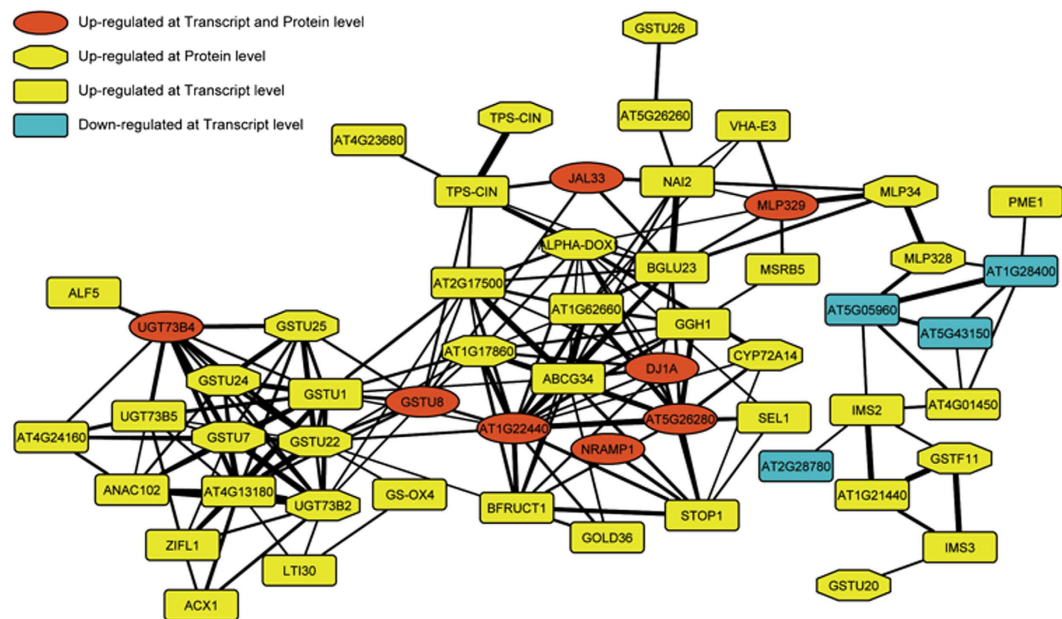 Up-regulated at Transcript and Protein level
Up-regulated at Protein level
Up-regulated at Transcript level
Down-regulated at Transcript level
GSTU26
TPS-CIN
AT5G26260
VHA-E3
AT4G23680
TPS-CIN
JAL33
NAI2
MLP329
MLP34
PME1
ALPHA-DOX
MLP328
BGLU23
MSRB5
AT1G28400
AT2G17500
ALF5
AT1G62660
AT5G05960
UGT73B4
GSTU25
GGH1
AT5G43150
AT1G17860
CYP72A14
GSTU24
ABCG34
DJ1A
GSTU1
GSTU8
UGT73B5
IMS2
AT4G01450
AT4G24160
GSTU7
GSTU22
AT1G22440
AT5G26280
SEL1
NRAMP1
GSTF11
AT2G28780
ANAC102
AT4G13180
GS-OX4
AT1G21440
UGT73B2
BFRUCT1
STOP1
GOLD36
ZIFL1
IMS3
LTI30
GSTU20
ACX1